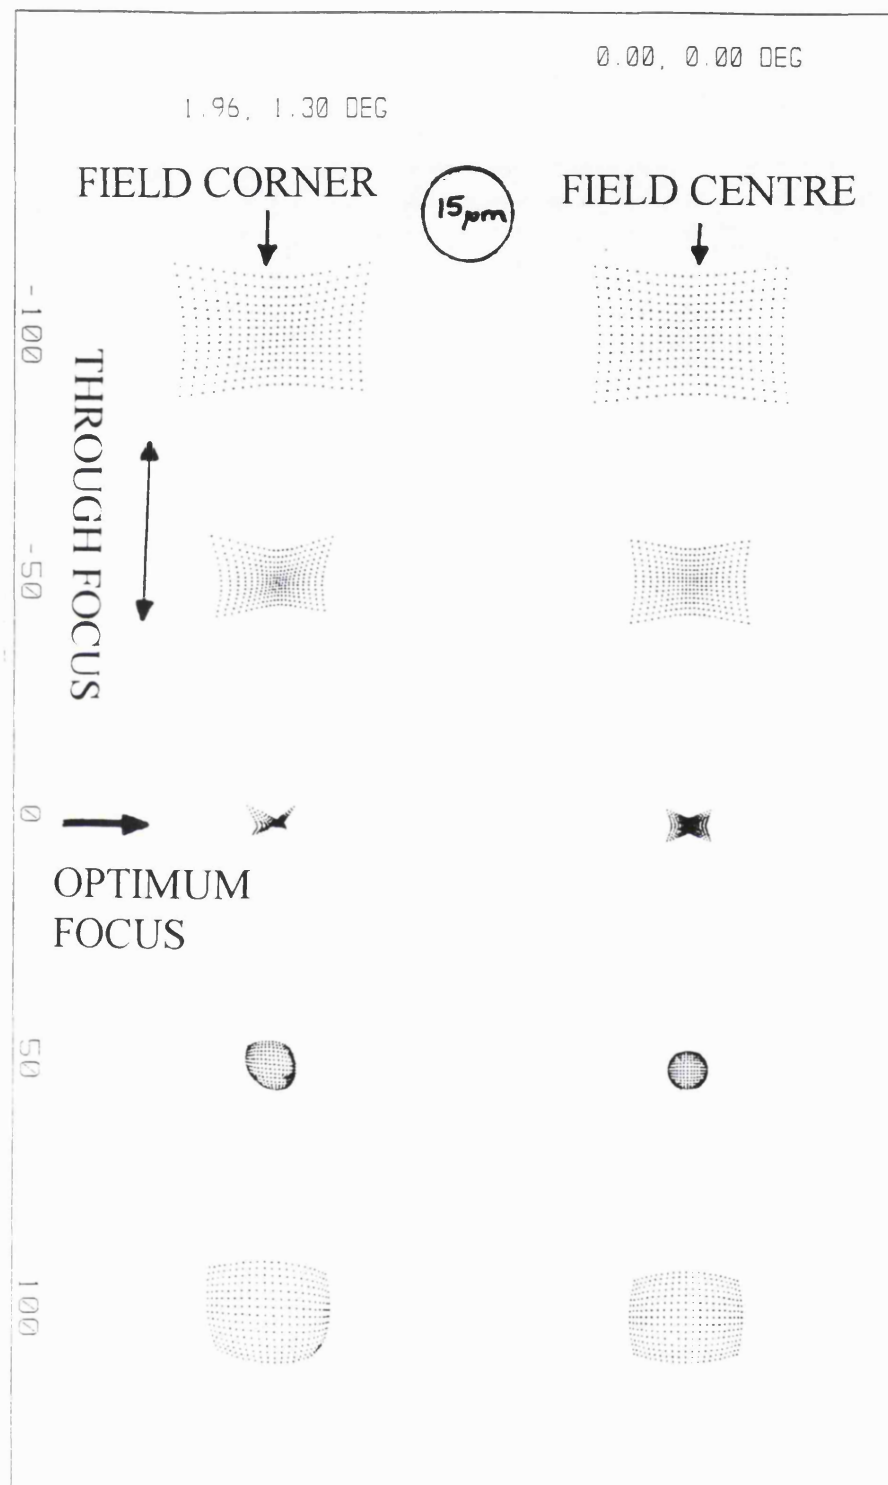 0.00, 0.00 DEG
1.96, 1.30 DEG
FIELD CORNER
15μm
FIELD CENTRE
-100
THROUGH FOCUS
-50
0
OPTIMUM
FOCUS
50
100